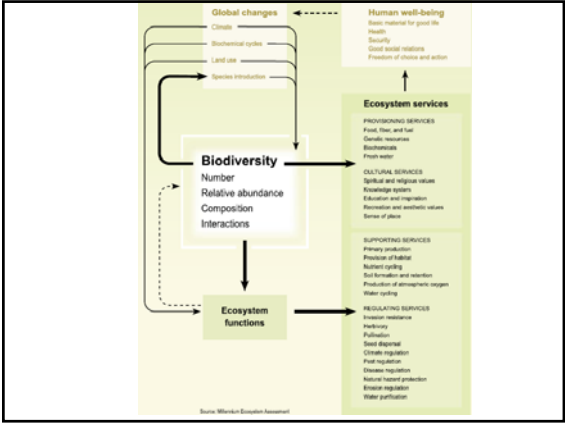 Global changes
Climate
Biochemical cycles
Land use
Species introduction
Human well-being
Basic material for good life
Health
Security
Good social relations
Freedom of choice and action
Biodiversity
Number
Relative abundance
Composition
Interactions
Ecosystem
functions
Ecosystem services
PROVISIONING SERVICES
Food, fiber, and fuel
Genetic resources
Biochemicals
Fresh water
CULTURAL SERVICES
Spiritual and religious values
Knowledge system
Education and inspiration
Recreation and aesthetic values
Sense of place
SUPPORTING SERVICES
Primary production
Provision of habitat
Nutrient cycling
Soil formation and retention
Production of atmospheric oxygen
Water cycling
REGULATING SERVICES
Invasion resistance
Herbivory
Pollination
Seed dispersal
Climate regulation
Pest regulation
Disease regulation
Natural hazard protection
Erosion regulation
Water purification
Source: Millennium Ecosystem Assessment